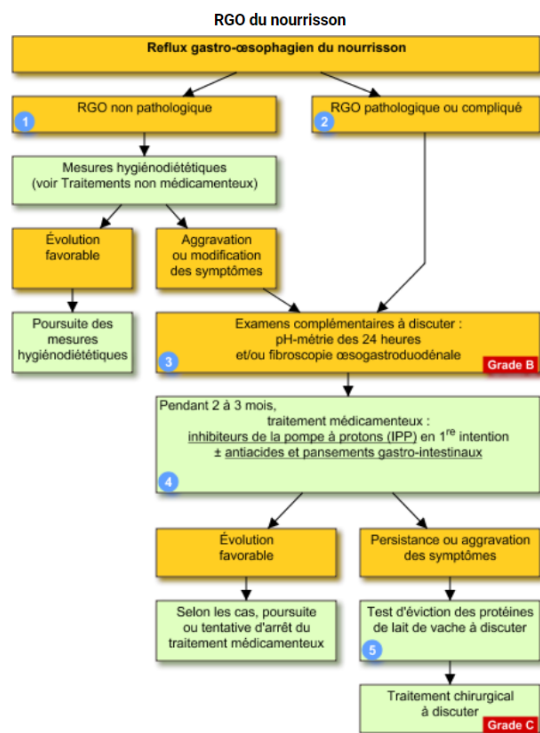 RGO du nourrisson
Reflux gastro-œsophagien du nourrisson
RGO non pathologique
1
RGO pathologique ou compliqué
2
Mesures hygiénodiététiques
(voir Traitements non médicamenteux)
Évolution
favorable
Aggravation
ou modification
des symptômes
Poursuite des
mesures
hygiénodiététiques
Examens complémentaires à discuter :
pH-métrie des 24 heures
et/ou fibroscopie œsogastroduodénale
3
Grade B
Pendant 2 à 3 mois,
traitement médicamenteux :
inhibiteurs de la pompe à protons (IPP) en 1re intention
± antiacides et pansements gastro-intestinaux
4
Évolution
favorable
Persistance ou aggravation
des symptômes
Selon les cas, poursuite
ou tentative d'arrêt du
traitement médicamenteux
Test d'éviction des protéines
de lait de vache à discuter
5
Traitement chirurgical
à discuter
Grade C